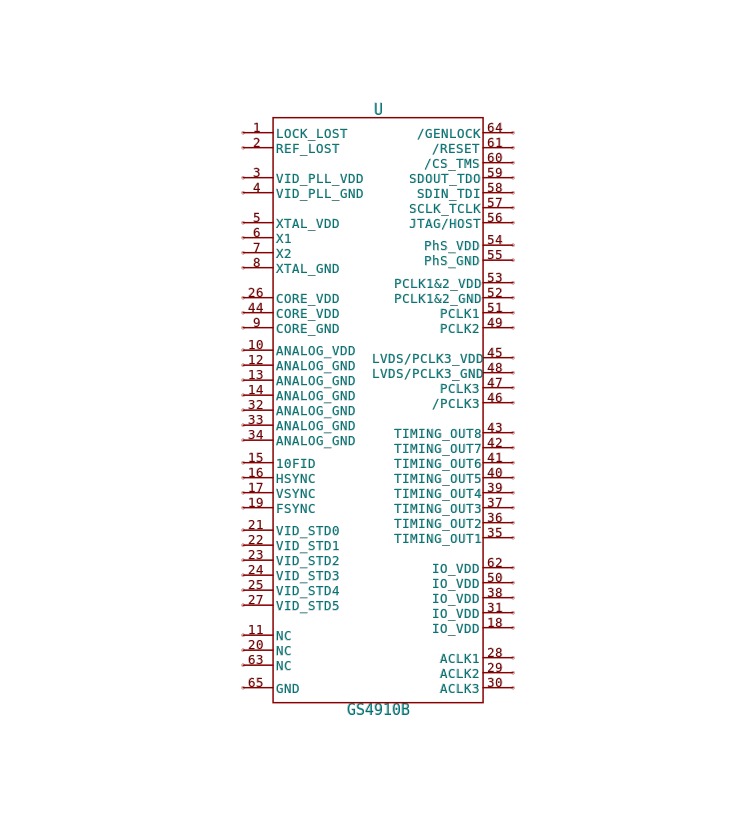 U
1 LOCK_LOST
2 REF_LOST
3 VID_PLL_VDD
4 VID_PLL_GND
5 XTAL_VDD
6 X1
7 X2
8 XTAL_GND
26 CORE_VDD
44 CORE_VDD
9 CORE_GND
10 ANALOG_VDD
12 ANALOG_GND
13 ANALOG_GND
14 ANALOG_GND
32 ANALOG_GND
33 ANALOG_GND
34 ANALOG_GND
15 10FID
16 HSYNC
17 VSYNC
19 FSYNC
21 VID_STD0
22 VID_STD1
23 VID_STD2
24 VID_STD3
25 VID_STD4
27 VID_STD5
11 NC
20 NC
63 NC
65 GND
/GENLOCK 64
/RESET 61
/CS_TMS 60
SDOUT_TDO 59
SDIN_TDI 58
SCLK_TCLK 57
JTAG/HOST 56
PhS_VDD 54
PhS_GND 55
PCLK1&2_VDD 53
PCLK1&2_GND 52
PCLK1 51
PCLK2 49
LVDS/PCLK3_VDD 45
LVDS/PCLK3_GND 48
PCLK3 47
/PCLK3 46
TIMING_OUT8 43
TIMING_OUT7 42
TIMING_OUT6 41
TIMING_OUT5 40
TIMING_OUT4 39
TIMING_OUT3 37
TIMING_OUT2 36
TIMING_OUT1 35
IO_VDD 62
IO_VDD 50
IO_VDD 38
IO_VDD 31
IO_VDD 18
ACLK1 28
ACLK2 29
ACLK3 30
GS4910B